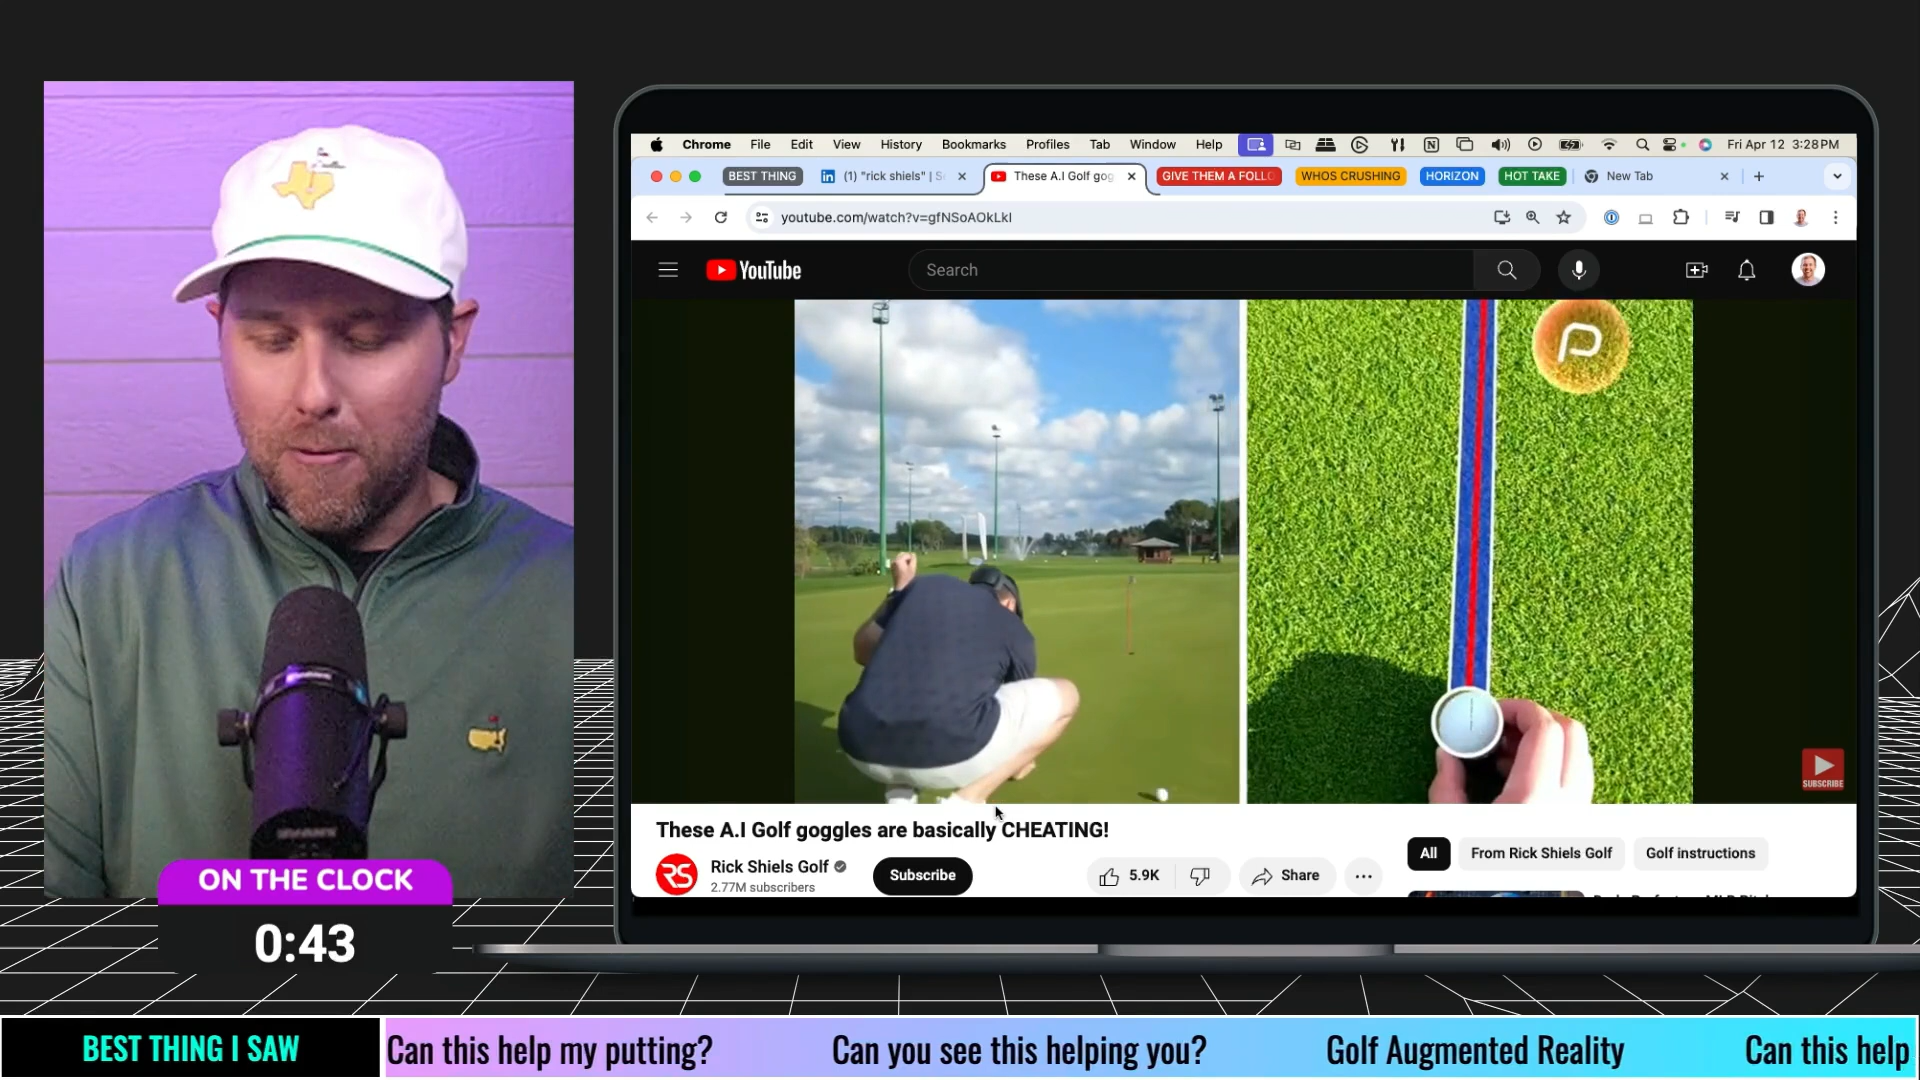 Chrome File Edit View History Bookmarks Profiles Tab Window Help Fri Apr 12 3:28 PM
BEST THING (1) "rick shiels" | S These A.I Golf gog GIVE THEM A FOLLO WHOS CRUSHING HORIZON HOT TAKE New Tab
youtube.com/watch?v=gfNSoAOkLkI
YouTube
Search
SUBSCRIBE
These A.I Golf goggles are basically CHEATING!
RS
Rick Shiels Golf
2.77M subscribers
Subscribe
5.9K
Share
All From Rick Shiels Golf Golf instructions
ON THE CLOCK
0:43
BEST THING I SAW
Can this help my putting? Can you see this helping you? Golf Augmented Reality Can this help